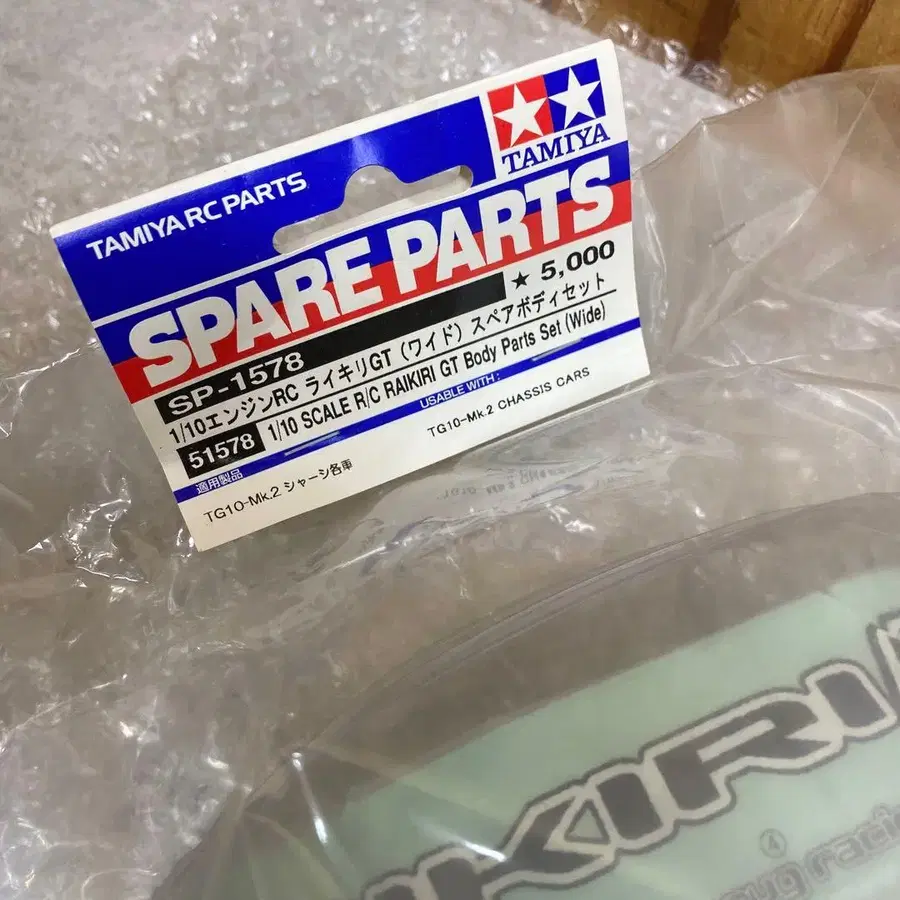 TAMIYA
TAMIYA RC PARTS
SPARE PARTS
SP-1578
★ 5,000
1/10エンジンRC ライキリGT（ワイド）スペアボディセット
51578
1/10 SCALE R/C RAIKIRI GT Body Parts Set (Wide)
適用製品
USABLE WITH :
TG10-Mk.2 シャーシ各車
TG10-Mk.2 CHASSIS CARS
IKIRI/
4